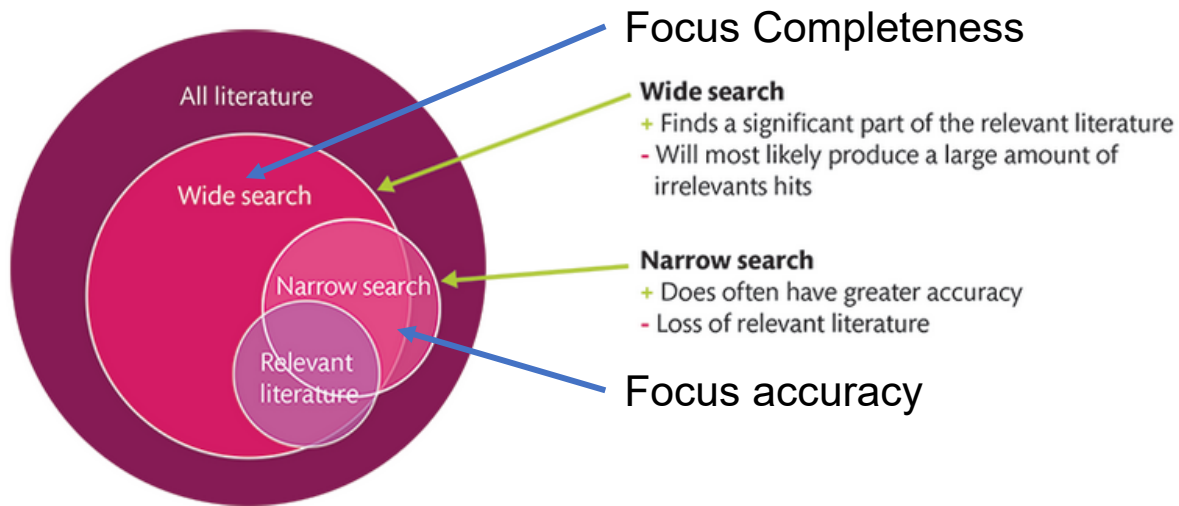 Focus Completeness
All literature
Wide search
Wide search
+ Finds a significant part of the relevant literature
- Will most likely produce a large amount of
irrelevants hits
Narrow search
Narrow search
+ Does often have greater accuracy
- Loss of relevant literature
Relevant
literature
Focus accuracy